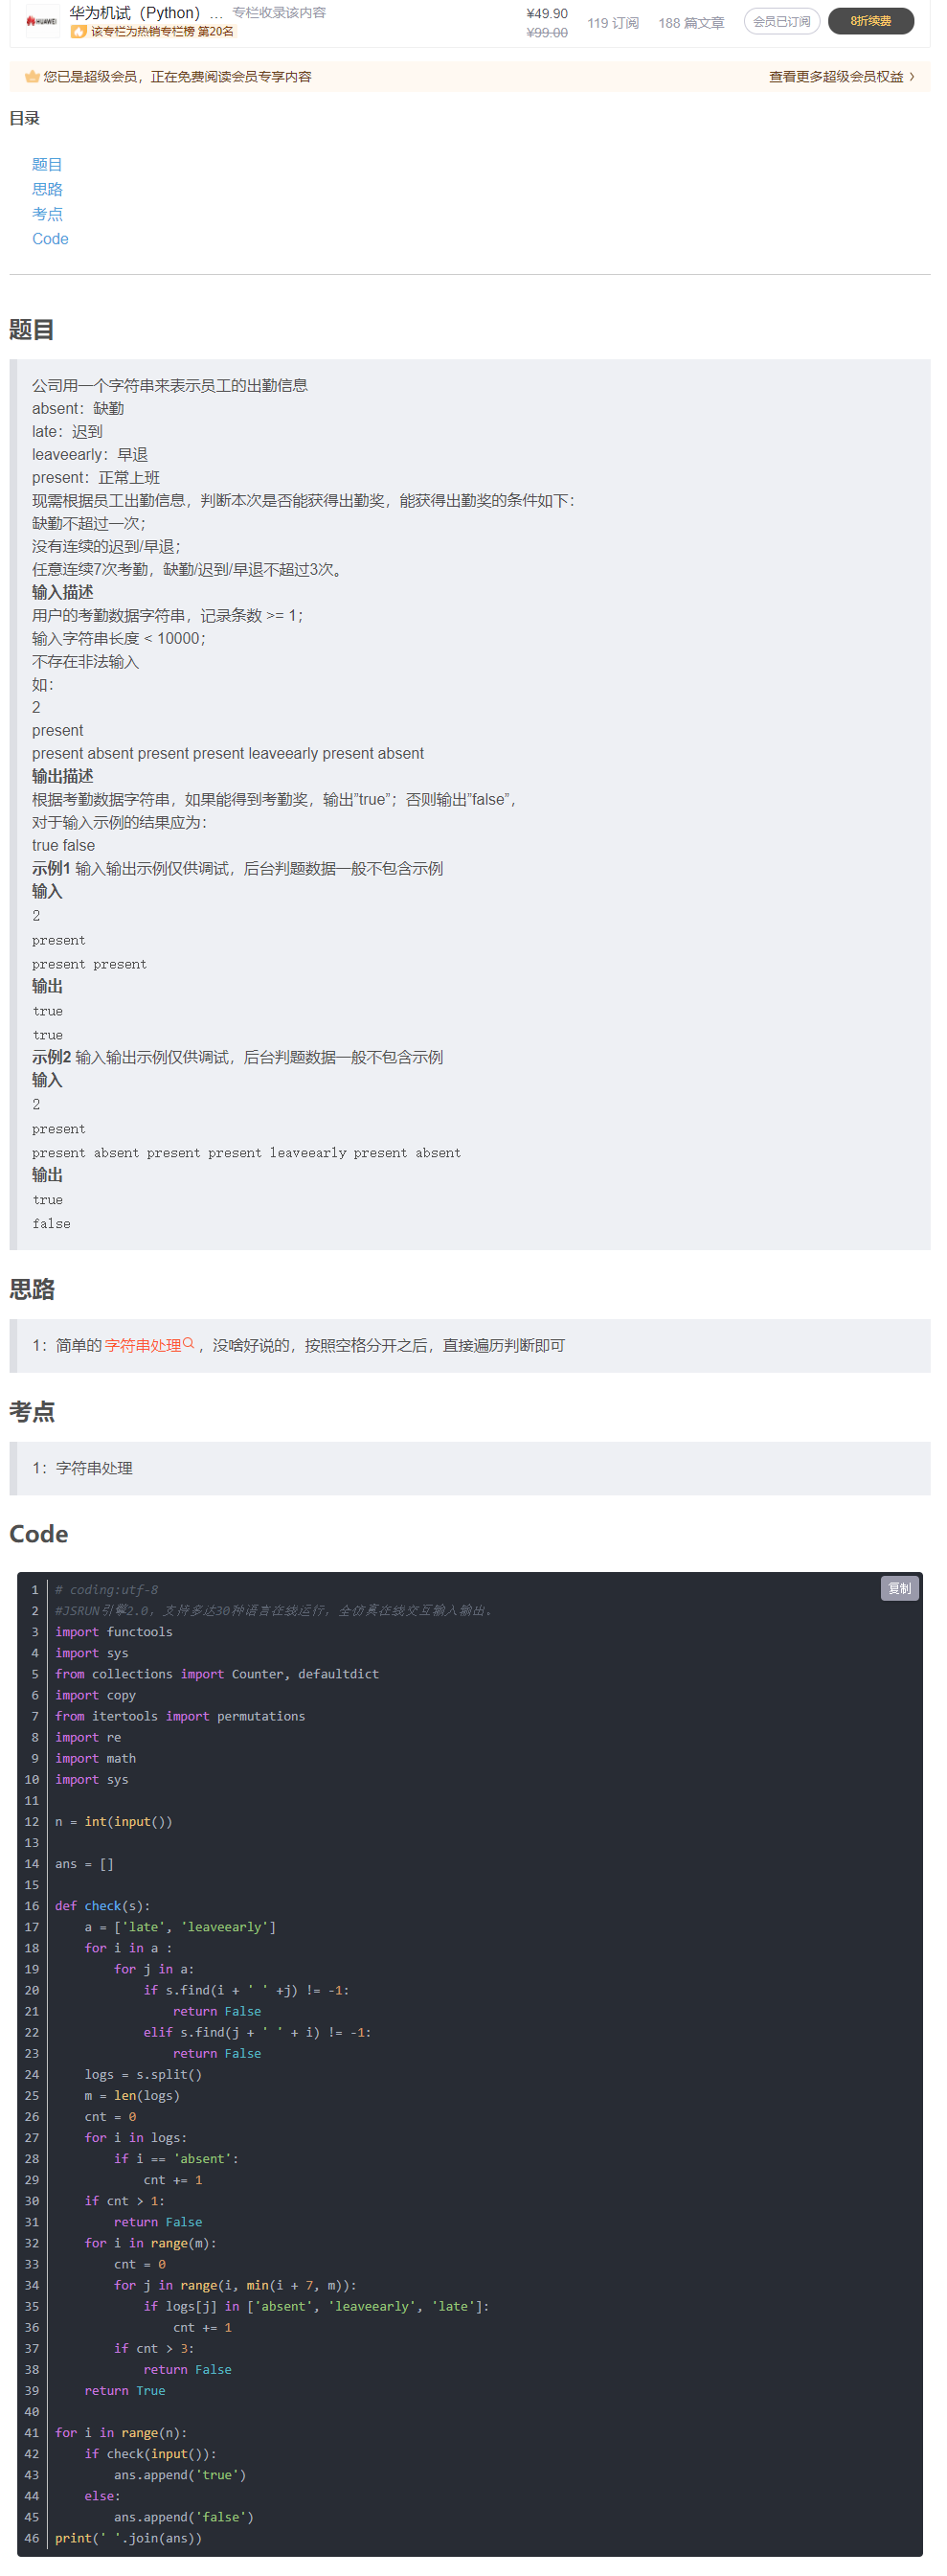 HUAWEI
华为机试（Python）... 专栏收录该内容
该专栏为热销专栏榜 第20名
¥49.90
¥99.00
119 订阅 188 篇文章
会员已订阅
8折续费
您已是超级会员，正在免费阅读会员专享内容
查看更多超级会员权益 >
目录
题目
思路
考点
Code
题目
公司用一个字符串来表示员工的出勤信息
absent：缺勤
late：迟到
leaveearly：早退
present：正常上班
现需根据员工出勤信息，判断本次是否能获得出勤奖，能获得出勤奖的条件如下：
缺勤不超过一次；
没有连续的迟到/早退；
任意连续7次考勤，缺勤/迟到/早退不超过3次。
输入描述
用户的考勤数据字符串，记录条数 >= 1；
输入字符串长度 < 10000；
不存在非法输入
如：
2
present
present absent present present leaveearly present absent
输出描述
根据考勤数据字符串，如果能得到考勤奖，输出”true”；否则输出”false”，
对于输入示例的结果应为：
true false
示例1 输入输出示例仅供调试，后台判题数据一般不包含示例
输入
2
present
present present
输出
true
true
示例2 输入输出示例仅供调试，后台判题数据一般不包含示例
输入
2
present
present absent present present leaveearly present absent
输出
true
false
思路
1：简单的字符串处理，没啥好说的，按照空格分开之后，直接遍历判断即可
考点
1：字符串处理
Code
复制
1 # coding:utf-8
2 #JSRUN引擎2.0，支持多达30种语言在线运行，全仿真在线交互输入输出。
3 import functools
4 import sys
5 from collections import Counter, defaultdict
6 import copy
7 from itertools import permutations
8 import re
9 import math
10 import sys
11
12 n = int(input())
13
14 ans = []
15
16 def check(s):
17     a = ['late', 'leaveearly']
18     for i in a :
19         for j in a:
20             if s.find(i + ' ' +j) != -1:
21                 return False
22             elif s.find(j + ' ' + i) != -1:
23                 return False
24     logs = s.split()
25     m = len(logs)
26     cnt = 0
27     for i in logs:
28         if i == 'absent':
29             cnt += 1
30     if cnt > 1:
31         return False
32     for i in range(m):
33         cnt = 0
34         for j in range(i, min(i + 7, m)):
35             if logs[j] in ['absent', 'leaveearly', 'late']:
36                 cnt += 1
37         if cnt > 3:
38             return False
39     return True
40
41 for i in range(n):
42     if check(input()):
43         ans.append('true')
44     else:
45         ans.append('false')
46 print(' '.join(ans))